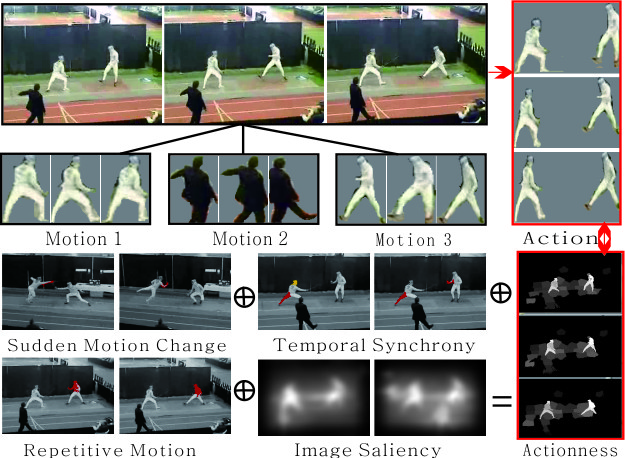 Motion 1
Motion 2
Motion 3
Action
Sudden Motion Change
Temporal Synchrony
Repetitive Motion
Image Saliency
Actionness